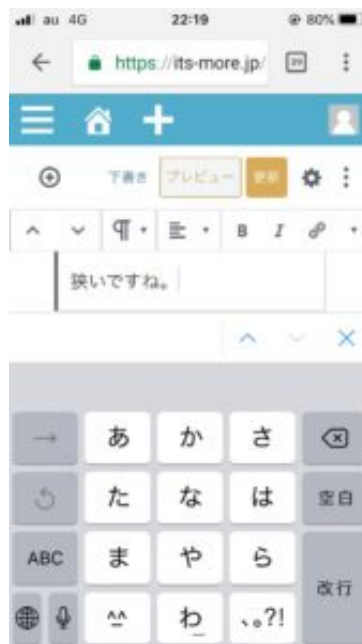 au 4G 22:19 80%
https://its-more.jp/
下書き プレビュー 更新
B I
狭いですね。
→ あ か さ
た な は 空白
ABC ま や ら 改行
^^ わ 、。?!